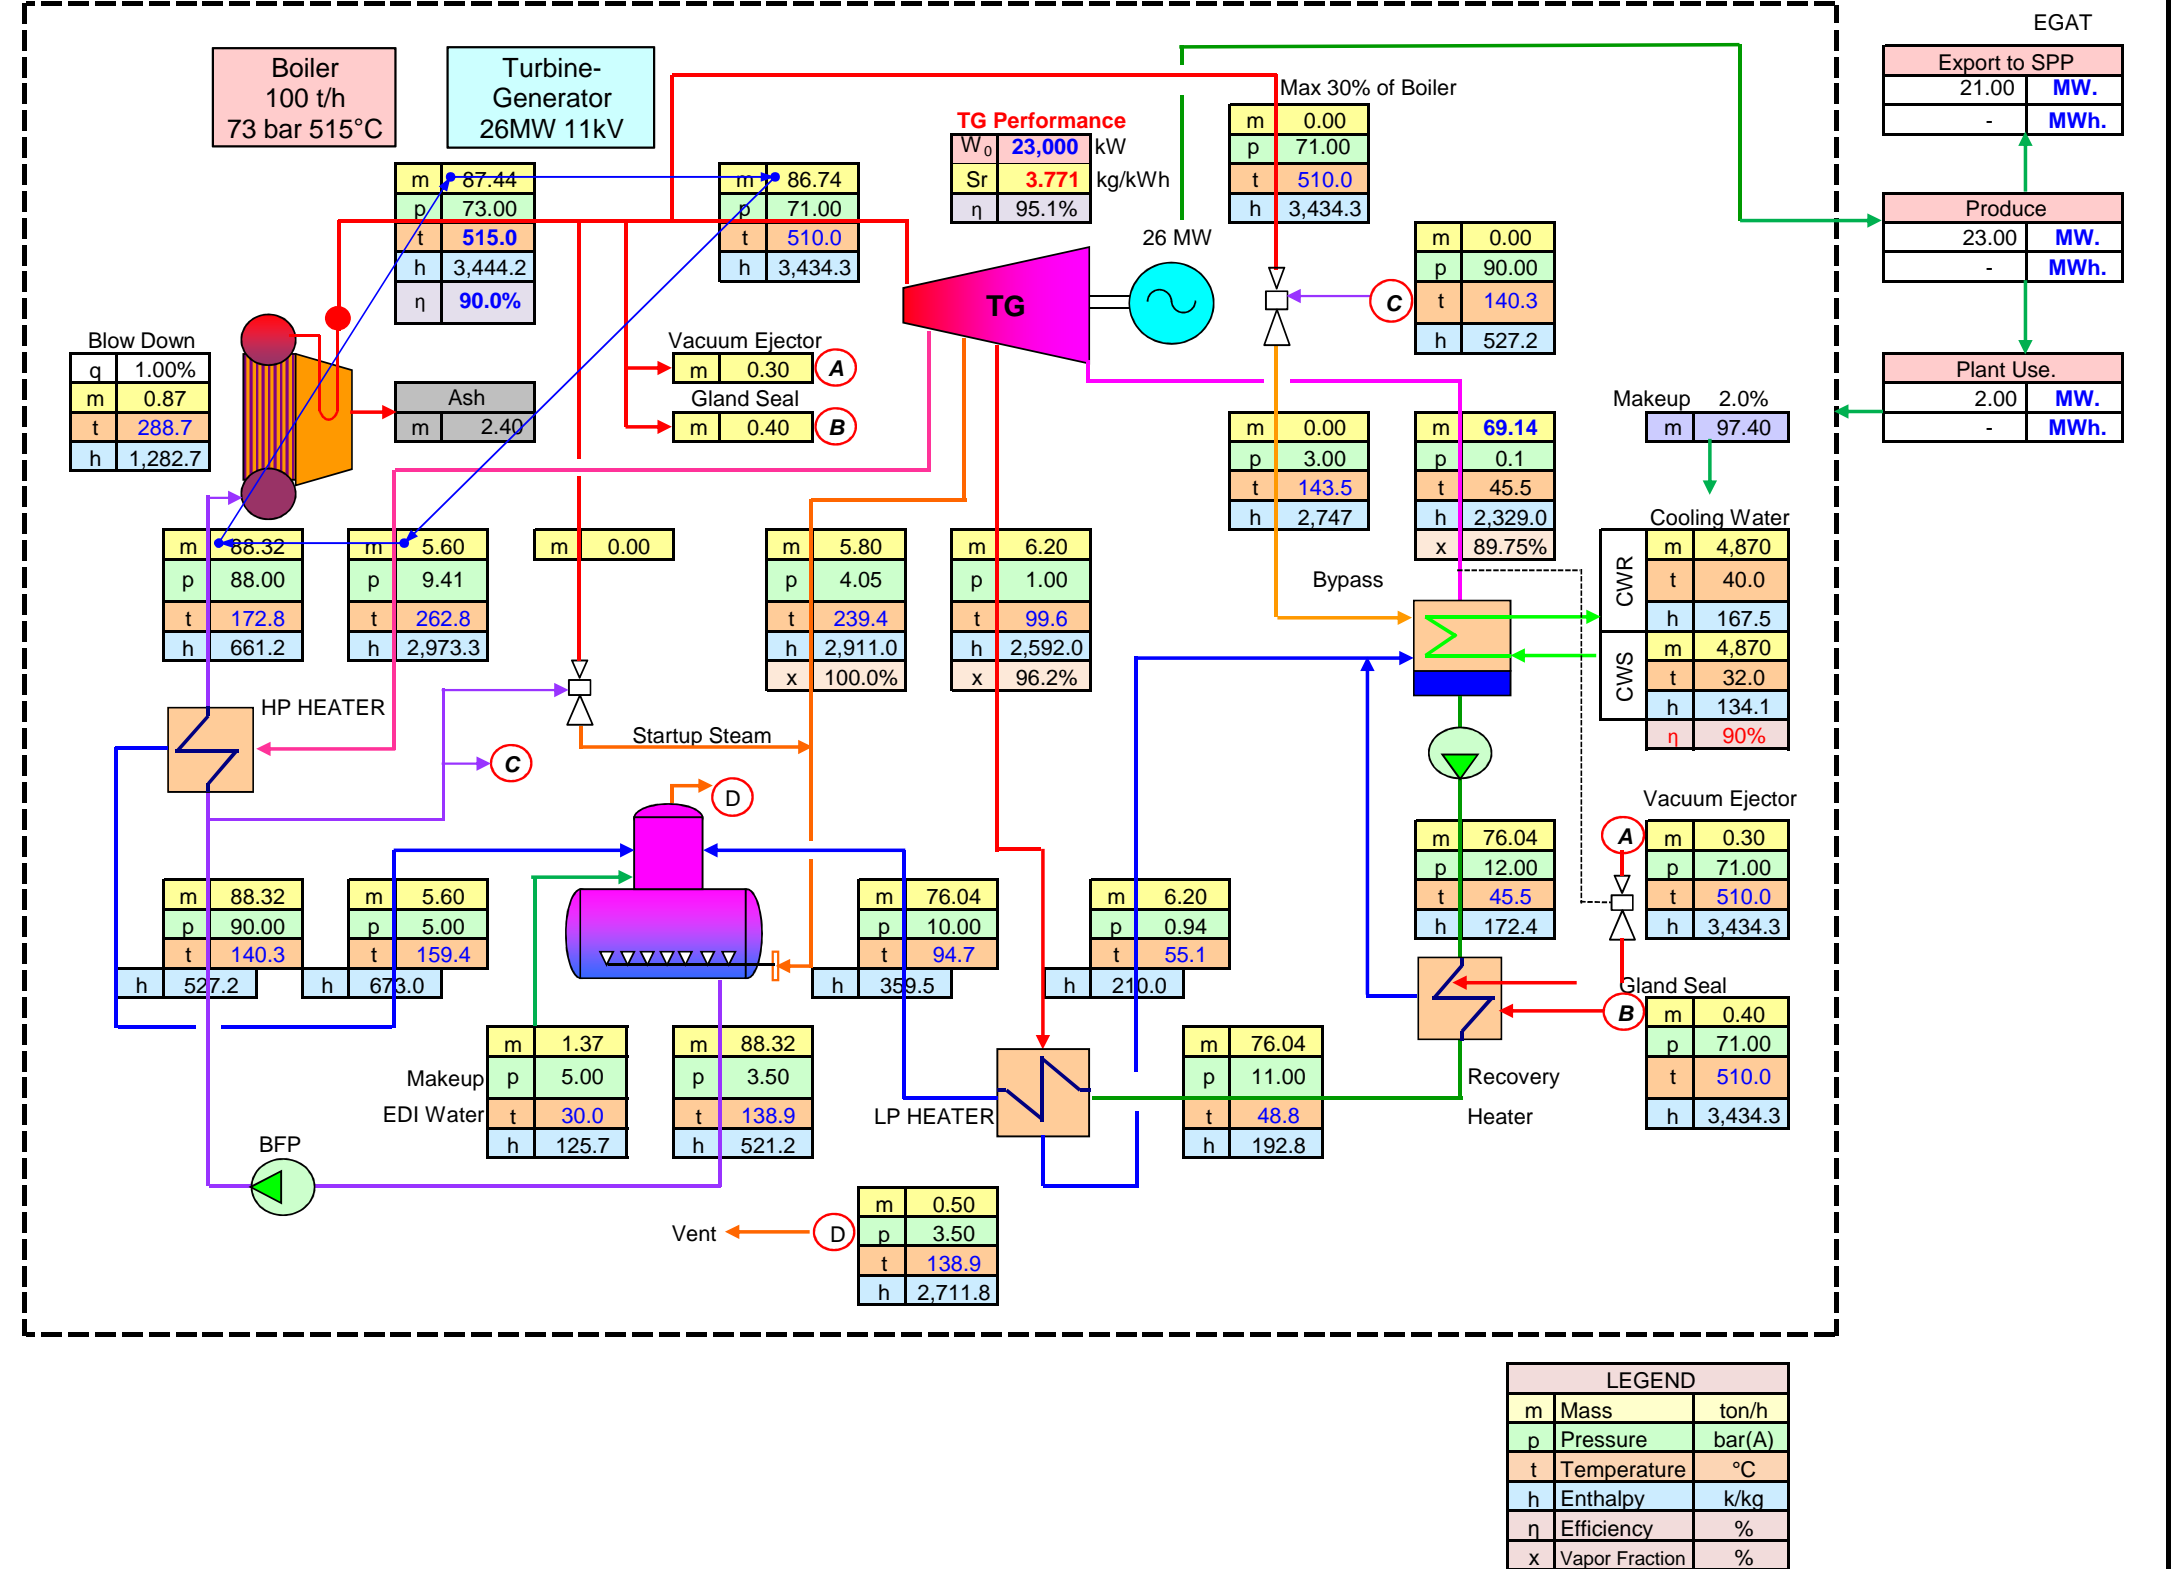 EGAT
Export to SPP
21.00 MW.
- MWh.
Produce
23.00 MW.
- MWh.
Plant Use.
2.00 MW.
- MWh.
Boiler
100 t/h
73 bar 515°C
Turbine-
Generator
26MW 11kV
TG Performance
W0 23,000 kW
Sr 3.771 kg/kWh
η 95.1%
Max 30% of Boiler
m 0.00
p 71.00
t 510.0
h 3,434.3
m 87.44
p 73.00
t 515.0
h 3,444.2
η 90.0%
m 86.74
p 71.00
t 510.0
h 3,434.3
26 MW
TG
m 0.00
p 90.00
t 140.3
h 527.2
C
Blow Down
q 1.00%
m 0.87
t 288.7
h 1,282.7
Ash
m 2.40
Vacuum Ejector
m 0.30
A
Gland Seal
m 0.40
B
m 0.00
p 3.00
t 143.5
h 2,747
m 69.14
p 0.1
t 45.5
h 2,329.0
x 89.75%
Makeup 2.0%
m 97.40
Cooling Water
CWR
m 4,870
t 40.0
h 167.5
CWS
m 4,870
t 32.0
h 134.1
η 90%
m 88.32
p 88.00
t 172.8
h 661.2
m 5.60
p 9.41
t 262.8
h 2,973.3
m 0.00
m 5.80
p 4.05
t 239.4
h 2,911.0
x 100.0%
m 6.20
p 1.00
t 99.6
h 2,592.0
x 96.2%
Bypass
HP HEATER
Startup Steam
C
D
Vacuum Ejector
A
m 0.30
p 71.00
t 510.0
h 3,434.3
m 76.04
p 12.00
t 45.5
h 172.4
m 88.32
p 90.00
t 140.3
h 527.2
m 5.60
p 5.00
t 159.4
h 673.0
m 76.04
p 10.00
t 94.7
h 359.5
m 6.20
p 0.94
t 55.1
h 210.0
Gland Seal
B
m 0.40
p 71.00
t 510.0
h 3,434.3
Makeup
EDI Water
m 1.37
p 5.00
t 30.0
h 125.7
m 88.32
p 3.50
t 138.9
h 521.2
LP HEATER
m 76.04
p 11.00
t 48.8
h 192.8
Recovery
Heater
BFP
Vent
D
m 0.50
p 3.50
t 138.9
h 2,711.8
LEGEND
m Mass ton/h
p Pressure bar(A)
t Temperature °C
h Enthalpy k/kg
η Efficiency %
x Vapor Fraction %